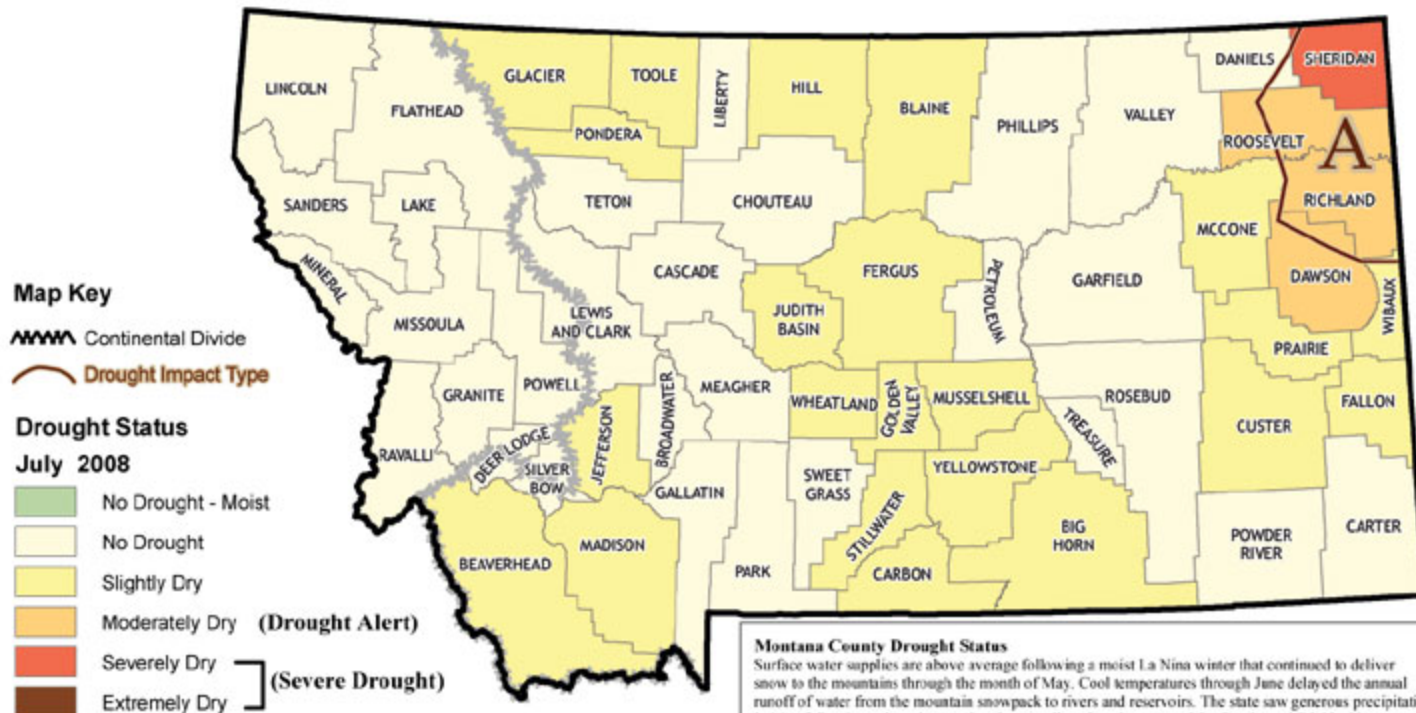 LINCOLN
FLATHEAD
GLACIER
TOOLE
LIBERTY
HILL
BLAINE
PHILLIPS
VALLEY
DANIELS
SHERIDAN
PONDERA
ROOSEVELT
A
SANDERS
LAKE
TETON
CHOUTEAU
RICHLAND
MCCONE
MINERAL
CASCADE
FERGUS
PETROLEUM
GARFIELD
DAWSON
WIBAUX
MISSOULA
LEWIS
AND CLARK
JUDITH
BASIN
PRAIRIE
GRANITE
POWELL
BROADWATER
MEAGHER
WHEATLAND
GOLDEN
VALLEY
MUSSELSHELL
TREASURE
ROSEBUD
CUSTER
FALLON
RAVALLI
DEER LODGE
SILVER
BOW
JEFFERSON
GALLATIN
SWEET
GRASS
STILLWATER
YELLOWSTONE
BIG
HORN
POWDER
RIVER
CARTER
BEAVERHEAD
MADISON
PARK
CARBON
Map Key
Continental Divide
Drought Impact Type
Drought Status
July 2008
No Drought - Moist
No Drought
Slightly Dry
Moderately Dry (Drought Alert)
Severely Dry
(Severe Drought)
Extremely Dry
Montana County Drought Status
Surface water supplies are above average following a moist La Nina winter that continued to deliver
snow to the mountains through the month of May. Cool temperatures through June delayed the annual
runoff of water from the mountain snowpack to rivers and reservoirs. The state saw generous precipitati